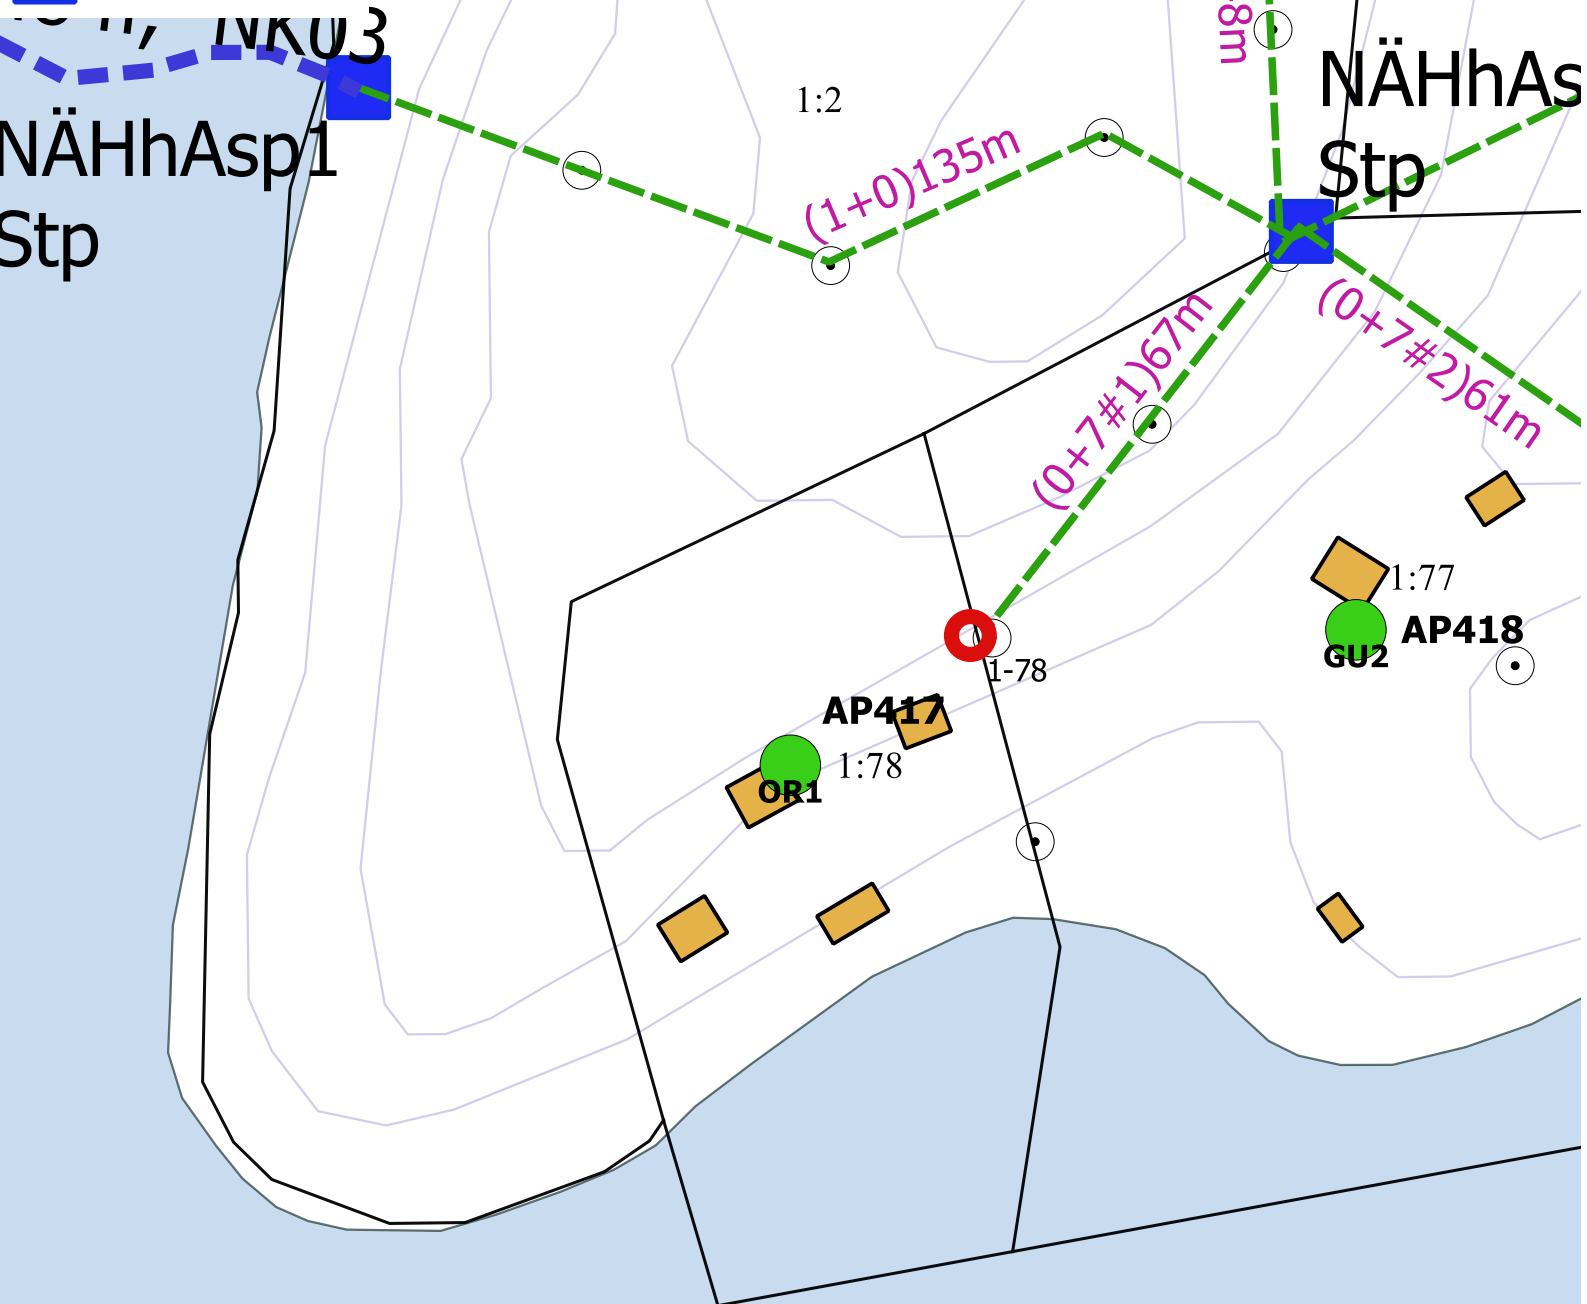 NK03
8m
NÄHhAs
Stp
1:2
NÄHhAsp1
Stp
(1+0)135m
(0+7#1)67m
(0+7#2)61m
1:77
AP418
GU2
1-78
AP417
1:78
OR1